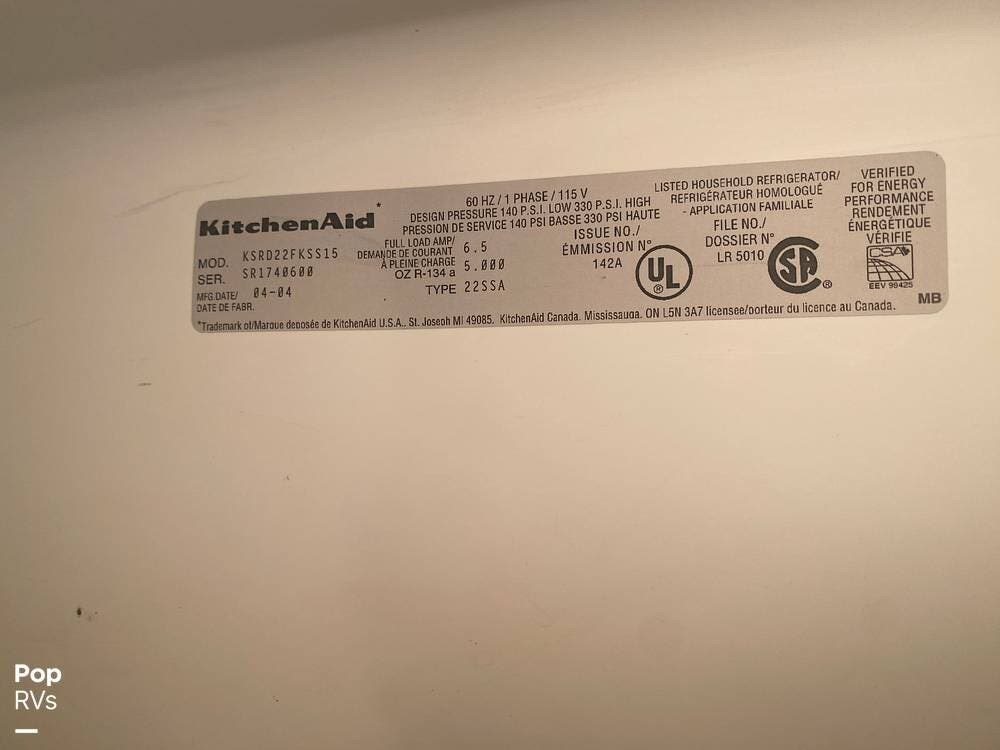 KitchenAid*
MOD. KSRD22FKSS15
SER. SR1740600
MFG.DATE/ 04-04
DATE DE FABR.
60 HZ / 1 PHASE / 115 V
DESIGN PRESSURE 140 P.S.I. LOW 330 P.S.I. HIGH
PRESSION DE SERVICE 140 PSI BASSE 330 PSI HAUTE
FULL LOAD AMP/ 6.5
DEMANDE DE COURANT
À PLEINE CHARGE 5.000
OZ R-134 a
TYPE 22SSA
ISSUE NO./
ÉMMISSION N°
142A
UL
®
LISTED HOUSEHOLD REFRIGERATOR/
REFRIGÉRATEUR HOMOLOGUÉ
- APPLICATION FAMILIALE
FILE NO./
DOSSIER N°
LR 5010
SA
®
VERIFIED
FOR ENERGY
PERFORMANCE
RENDEMENT
ÉNERGÉTIQUE
VÉRIFIÉ
CSA
EEV 99425
MB
*Trademark of/Marque deposée de KitchenAid U.S.A., St. Joseph MI 49085. KitchenAid Canada. Mississauga. ON L5N 3A7 licensee/porteur du licence au Canada.
Pop
RVs